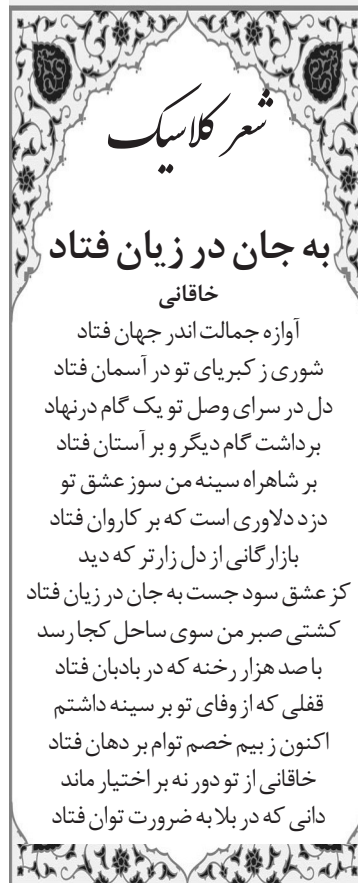 شعر کلاسیک
به جان در زیان فتاد
خاقانی
آوازه جمالت اندر جهان فتاد
شوری ز کبریای تو در آسمان فتاد
دل در سرای وصل تو یک گام درنهاد
برداشت گام دیگر و بر آستان فتاد
بر شاهراه سینه من سوز عشق تو
دزد دلاوری است که بر کاروان فتاد
بازارگانی از دل زارتر که دید
کز عشق سود جست به جان در زیان فتاد
کشتی صبر من سوی ساحل کجا رسد
با صد هزار رخنه که در بادبان فتاد
قفلی که از وفای تو بر سینه داشتم
اکنون ز بیم خصم توام بر دهان فتاد
خاقانی از تو دور نه بر اختیار ماند
دانی که در بلا به ضرورت توان فتاد